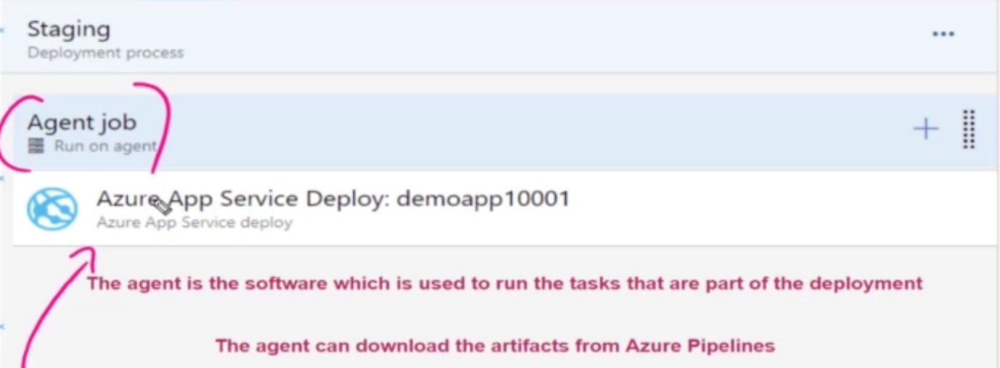 Staging
Deployment process
Agent job
Run on agent
Azure App Service Deploy: demoapp10001
Azure App Service deploy
The agent is the software which is used to run the tasks that are part of the deployment
The agent can download the artifacts from Azure Pipelines